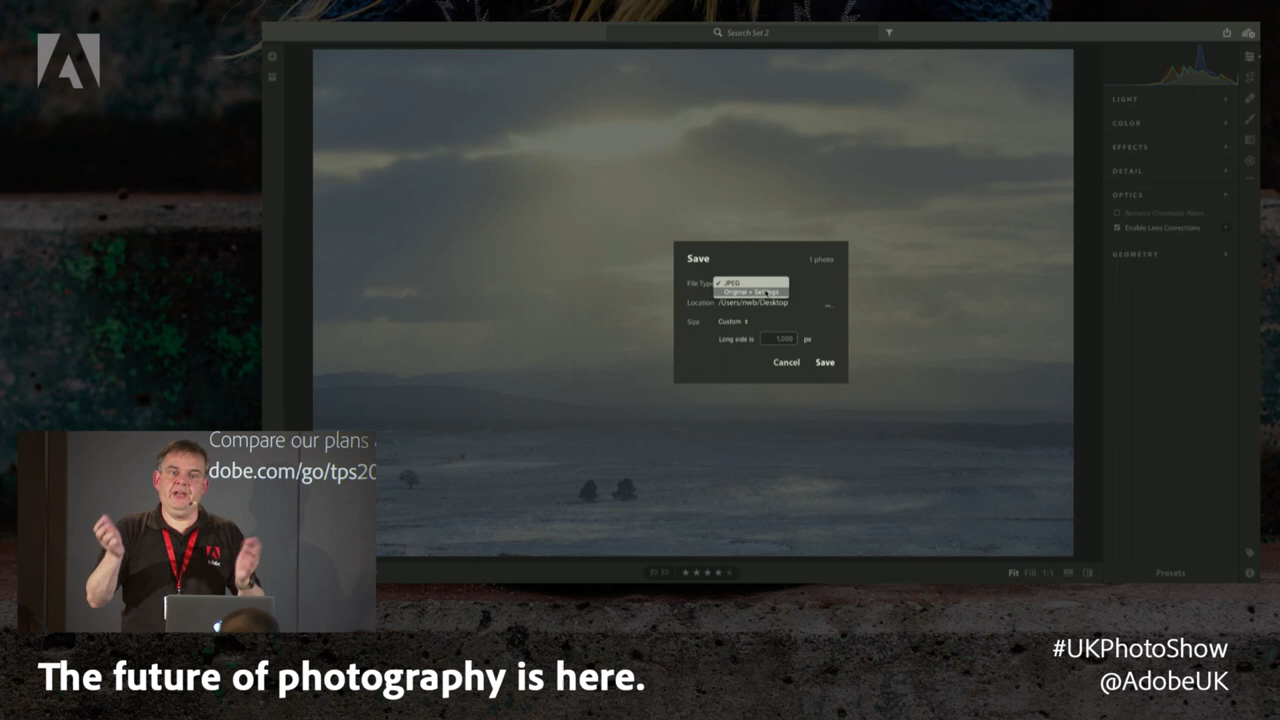 Search Set 2
LIGHT
COLOR
EFFECTS
DETAIL
OPTICS
Enable Lens Corrections
GEOMETRY
Save
1 photo
File Type
✓ JPEG
Original + Settings
Location
/Users/nwb/Desktop
...
Size
Custom
Long side is
1,000
px
Cancel
Save
Fit
Fill
1:1
Presets
Compare our plans
dobe.com/go/tps20
The future of photography is here.
#UKPhotoShow
@AdobeUK